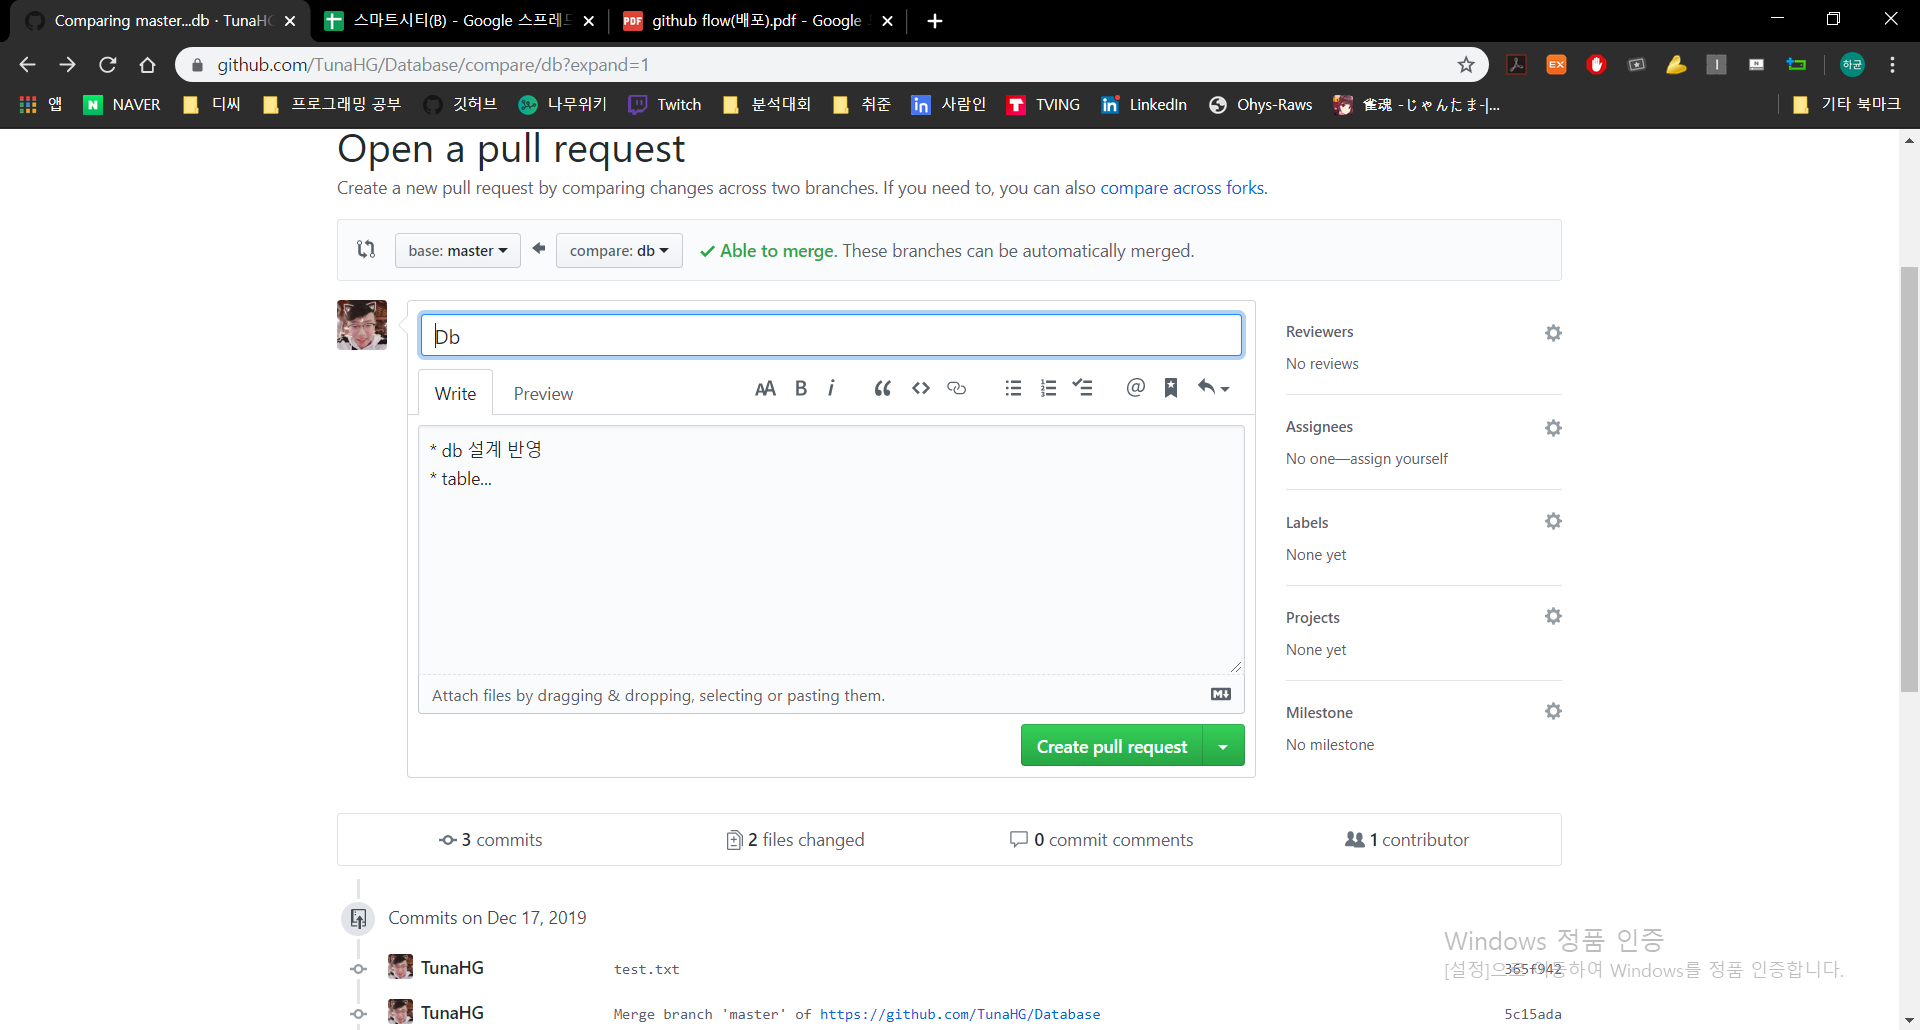 Comparing master...db · TunaHG
스마트시티(B) - Google 스프레드
github flow(배포).pdf - Google
github.com/TunaHG/Database/compare/db?expand=1
하균
앱 NAVER 디씨 프로그래밍 공부 깃허브 나무위키 Twitch 분석대회 취준 사람인 TVING LinkedIn Ohys-Raws 雀魂 -じゃんたま-|... 기타 북마크
Open a pull request
Create a new pull request by comparing changes across two branches. If you need to, you can also compare across forks.
base: master compare: db Able to merge. These branches can be automatically merged.
Db
Write Preview
* db 설계 반영
* table...
Attach files by dragging & dropping, selecting or pasting them.
Create pull request
Reviewers
No reviews
Assignees
No one—assign yourself
Labels
None yet
Projects
None yet
Milestone
No milestone
3 commits 2 files changed 0 commit comments 1 contributor
Commits on Dec 17, 2019
TunaHG test.txt 365f942
TunaHG Merge branch 'master' of https://github.com/TunaHG/Database 5c15ada
Windows 정품 인증
[설정]으로 이동하여 Windows를 정품 인증합니다.